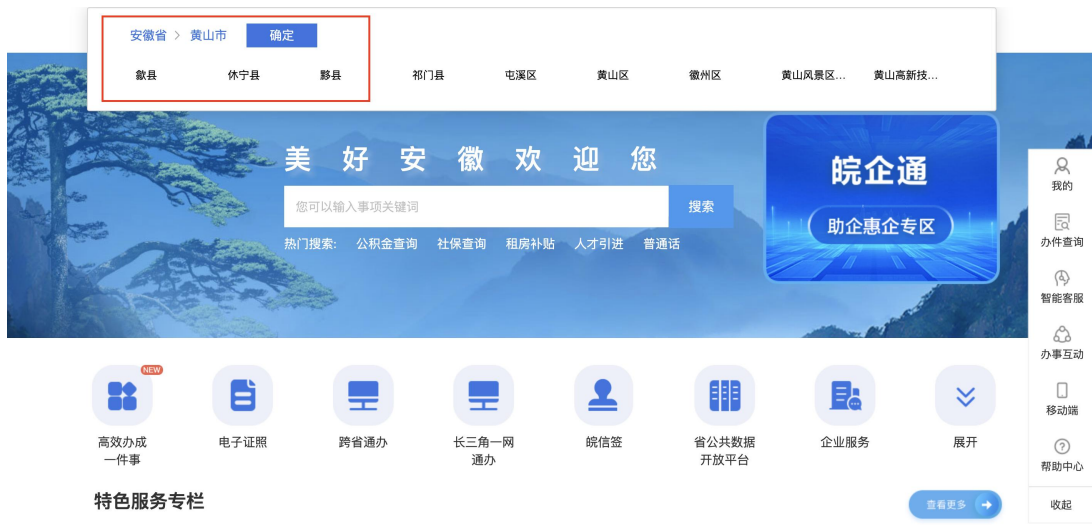 安徽省 > 黄山市 确定
歙县 休宁县 黟县 祁门县 屯溪区 黄山区 徽州区 黄山风景区... 黄山高新技...
美好安徽欢迎您
您可以输入事项关键词 搜索
热门搜索: 公积金查询 社保查询 租房补贴 人才引进 普通话
皖企通
助企惠企专区
我的
办件查询
智能客服
办事互动
移动端
帮助中心
收起
NEW
高效办成
一件事
电子证照
跨省通办
长三角一网
通办
皖信签
省公共数据
开放平台
企业服务
展开
特色服务专栏
查看更多